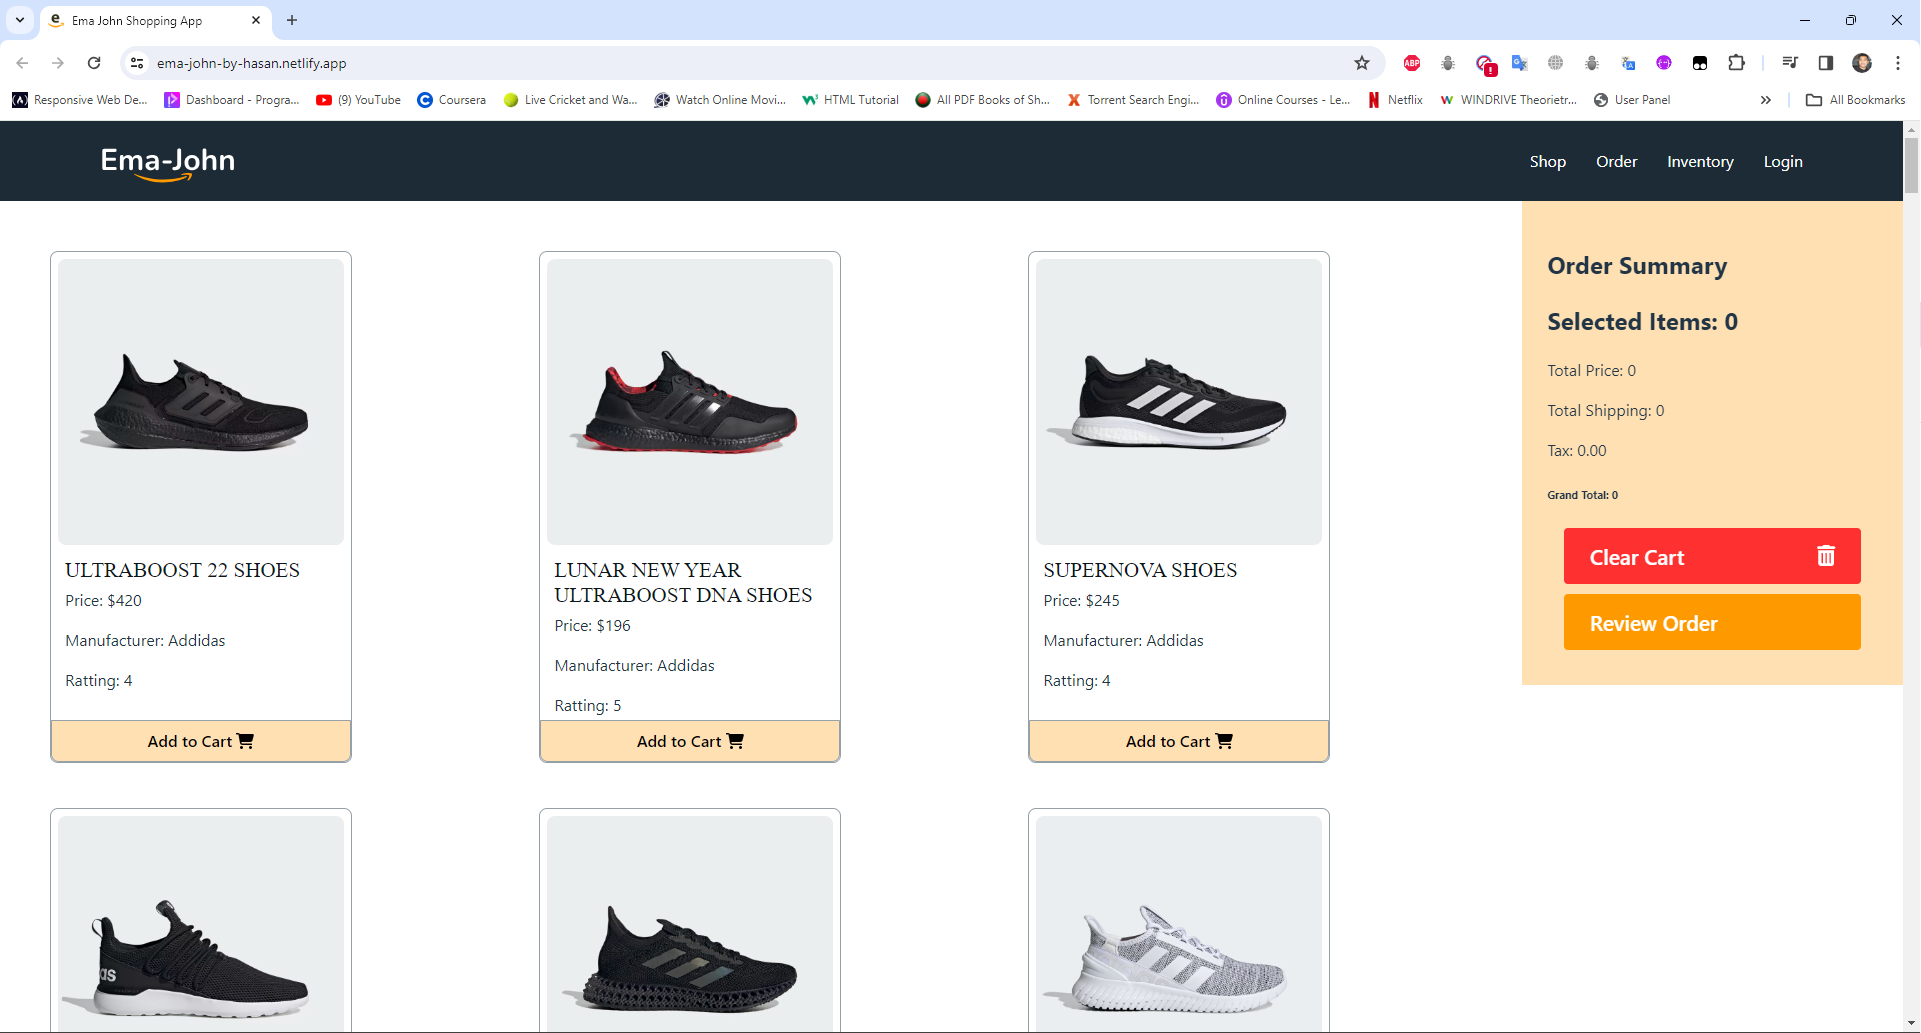 Ema John Shopping App
ema-john-by-hasan.netlify.app
ABP
Responsive Web De...
Dashboard - Progra...
(9) YouTube
Coursera
Live Cricket and Wa...
Watch Online Movi...
HTML Tutorial
All PDF Books of Sh...
Torrent Search Engi...
Online Courses - Le...
Netflix
WINDRIVE Theorietr...
User Panel
All Bookmarks
Ema-John
Shop
Order
Inventory
Login
ULTRABOOST 22 SHOES
Price: $420
Manufacturer: Addidas
Ratting: 4
Add to Cart
LUNAR NEW YEAR
ULTRABOOST DNA SHOES
Price: $196
Manufacturer: Addidas
Ratting: 5
Add to Cart
SUPERNOVA SHOES
Price: $245
Manufacturer: Addidas
Ratting: 4
Add to Cart
Order Summary
Selected Items: 0
Total Price: 0
Total Shipping: 0
Tax: 0.00
Grand Total: 0
Clear Cart
Review Order